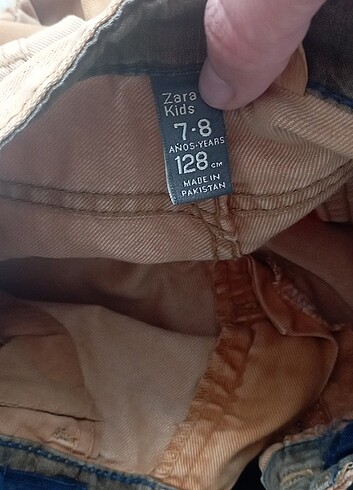 Zara
Kids
7-8
AÑOS-YEARS
128 CM
MADE IN
PAKISTAN